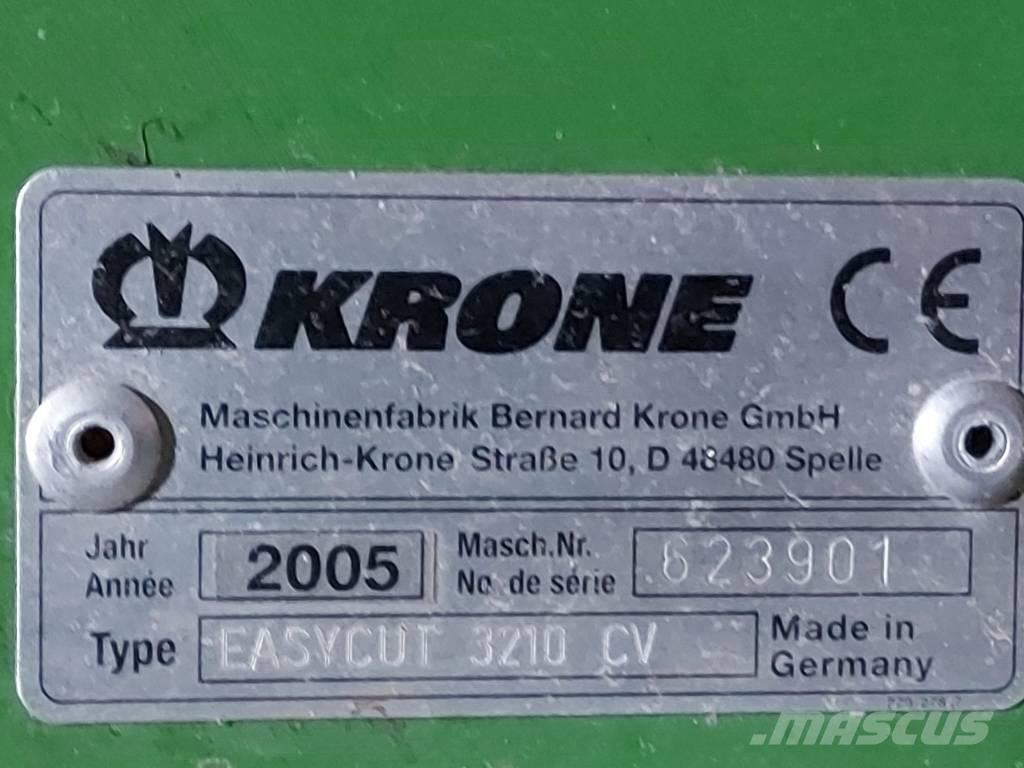 KRONE CE
Maschinenfabrik Bernard Krone GmbH
Heinrich-Krone Straße 10, D 48480 Spelle
Jahr 2005 Masch.Nr. 623901
Année No de série
Type EASYCUT 3210 CV Made in
Germany
.MASCUS